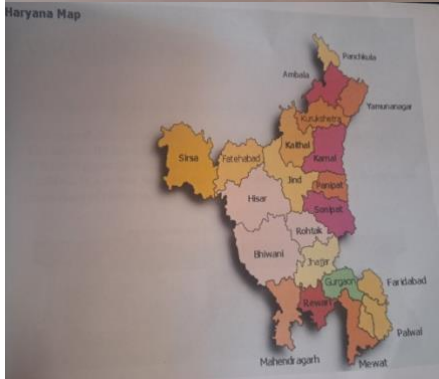 Haryana Map
Panchkula
Ambala
Yamunanagar
Kurukshetra
Kaithal
Karnal
Sirsa
Fatehabad
Jind
Panipat
Hisar
Sonipat
Rohtak
Bhiwani
Jhajjar
Gurgaon
Faridabad
Rewari
Palwal
Mahendragarh
Mewat